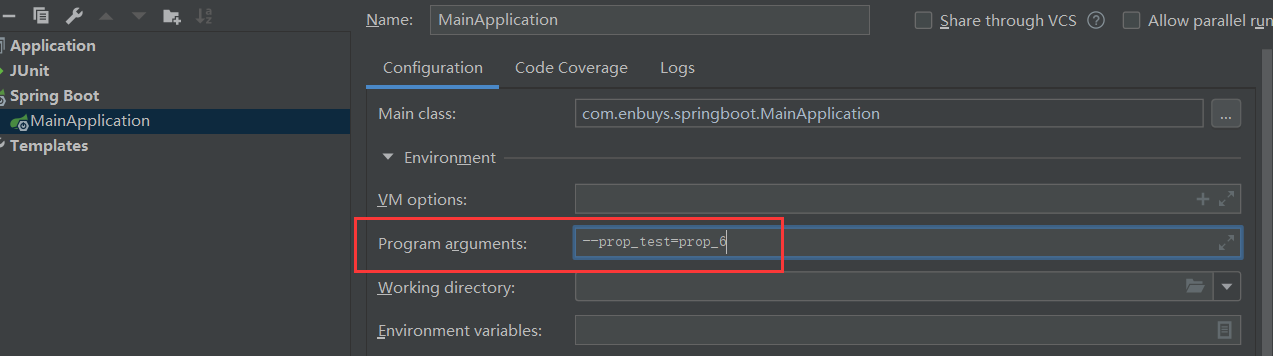 Name: MainApplication Share through VCS ? Allow parallel run
Application
JUnit
Spring Boot
MainApplication
Templates
Configuration Code Coverage Logs
Main class: com.enbuys.springboot.MainApplication ...
Environment
VM options:
Program arguments: --prop_test=prop_6
Working directory:
Environment variables: